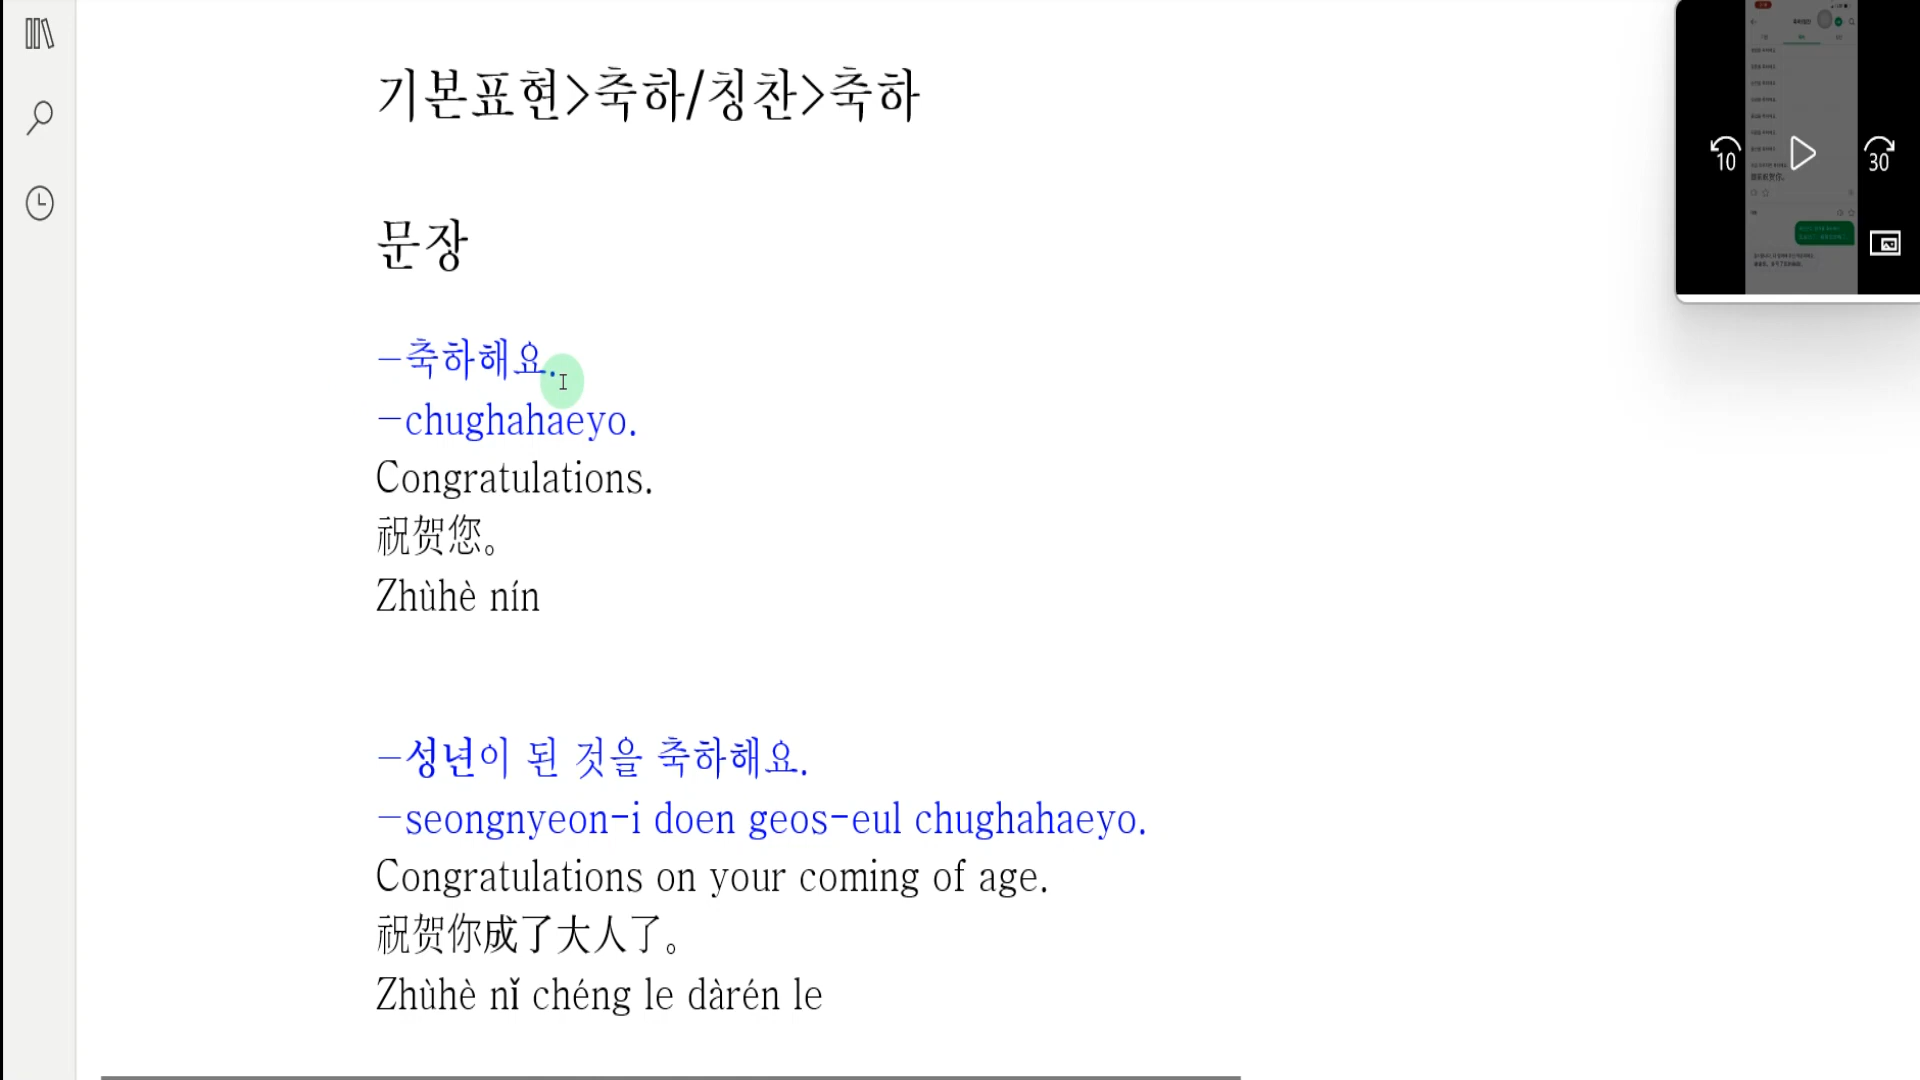 기본표현>축하/칭찬>축하
문장
-축하해요.
-chughahaeyo.
Congratulations.
祝贺您。
Zhùhè nín
-성년이 된 것을 축하해요.
-seongnyeon-i doen geos-eul chughahaeyo.
Congratulations on your coming of age.
祝贺你成了大人了。
Zhùhè nǐ chéng le dàrén le
10
30